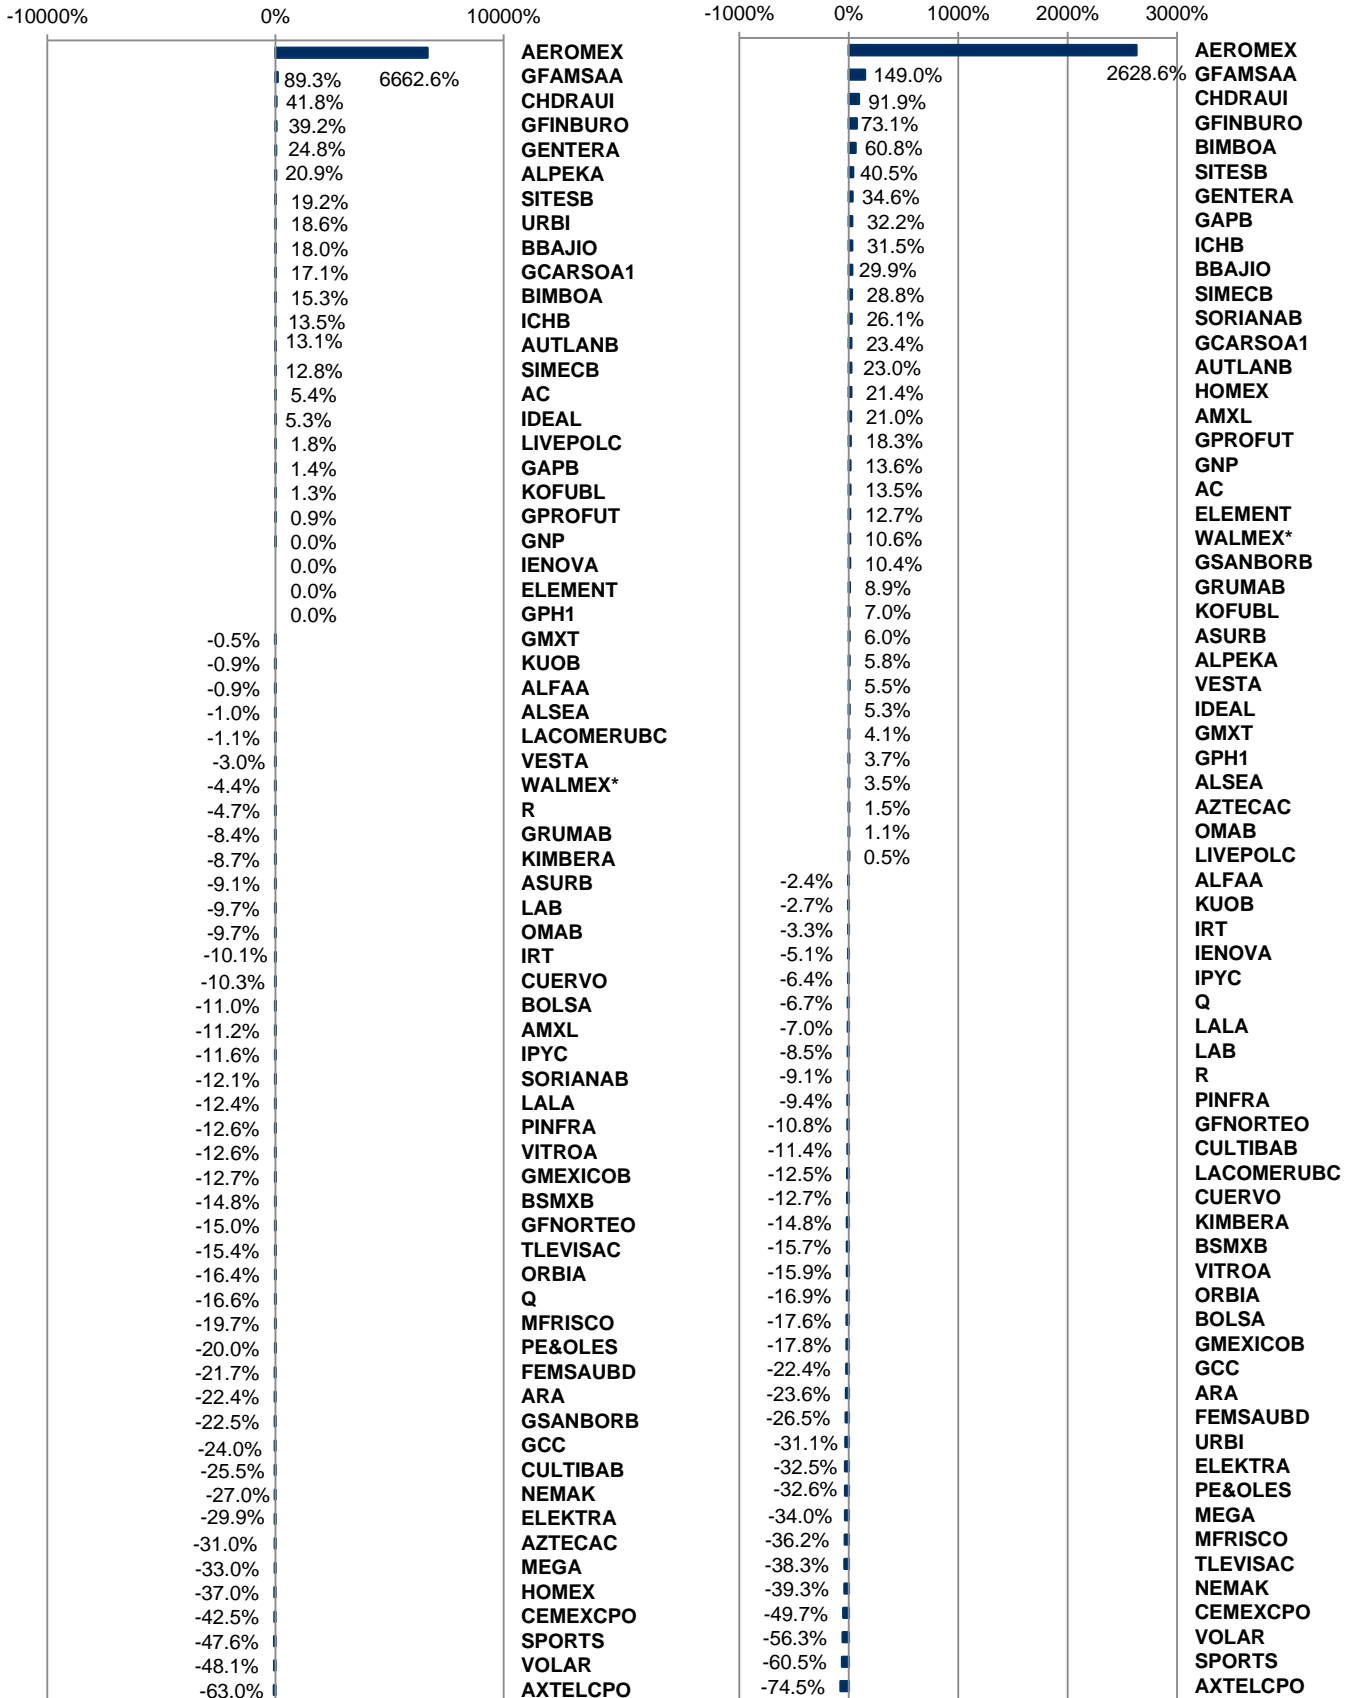 -10000% 0% 10000%
AEROMEX 6662.6%
GFAMSAA 89.3%
CHDRAUI 41.8%
GFINBURO 39.2%
GENTERA 24.8%
ALPEKA 20.9%
SITESB 19.2%
URBI 18.6%
BBAJIO 18.0%
GCARSOA1 17.1%
BIMBOA 15.3%
ICHB 13.5%
AUTLANB 13.1%
SIMECB 12.8%
AC 5.4%
IDEAL 5.3%
LIVEPOLC 1.8%
GAPB 1.4%
KOFUBL 1.3%
GPROFUT 0.9%
GNP 0.0%
IENOVA 0.0%
ELEMENT 0.0%
GPH1 0.0%
-0.5% GMXT
-0.9% KUOB
-0.9% ALFAA
-1.0% ALSEA
-1.1% LACOMERUBC
-3.0% VESTA
-4.4% WALMEX*
-4.7% R
-8.4% GRUMAB
-8.7% KIMBERA
-9.1% ASURB
-9.7% LAB
-9.7% OMAB
-10.1% IRT
-10.3% CUERVO
-11.0% BOLSA
-11.2% AMXL
-11.6% IPYC
-12.1% SORIANAB
-12.4% LALA
-12.6% PINFRA
-12.6% VITROA
-12.7% GMEXICOB
-14.8% BSMXB
-15.0% GFNORTEO
-15.4% TLEVISAC
-16.4% ORBIA
-16.6% Q
-19.7% MFRISCO
-20.0% PE&OLES
-21.7% FEMSAUBD
-22.4% ARA
-22.5% GSANBORB
-24.0% GCC
-25.5% CULTIBAB
-27.0% NEMAK
-29.9% ELEKTRA
-31.0% AZTECAC
-33.0% MEGA
-37.0% HOMEX
-42.5% CEMEXCPO
-47.6% SPORTS
-48.1% VOLAR
-63.0% AXTELCPO
-1000% 0% 1000% 2000% 3000%
AEROMEX 2628.6%
149.0% GFAMSAA
91.9% CHDRAUI
73.1% GFINBURO
60.8% BIMBOA
40.5% SITESB
34.6% GENTERA
32.2% GAPB
31.5% ICHB
29.9% BBAJIO
28.8% SIMECB
26.1% SORIANAB
23.4% GCARSOA1
23.0% AUTLANB
21.4% HOMEX
21.0% AMXL
18.3% GPROFUT
13.6% GNP
13.5% AC
12.7% ELEMENT
10.6% WALMEX*
10.4% GSANBORB
8.9% GRUMAB
7.0% KOFUBL
6.0% ASURB
5.8% ALPEKA
5.5% VESTA
5.3% IDEAL
4.1% GMXT
3.7% GPH1
3.5% ALSEA
1.5% AZTECAC
1.1% OMAB
0.5% LIVEPOLC
-2.4% ALFAA
-2.7% KUOB
-3.3% IRT
-5.1% IENOVA
-6.4% IPYC
-6.7% Q
-7.0% LALA
-8.5% LAB
-9.1% R
-9.4% PINFRA
-10.8% GFNORTEO
-11.4% CULTIBAB
-12.5% LACOMERUBC
-12.7% CUERVO
-14.8% KIMBERA
-15.7% BSMXB
-15.9% VITROA
-16.9% ORBIA
-17.6% BOLSA
-17.8% GMEXICOB
-22.4% GCC
-23.6% ARA
-26.5% FEMSAUBD
-31.1% URBI
-32.5% ELEKTRA
-32.6% PE&OLES
-34.0% MEGA
-36.2% MFRISCO
-38.3% TLEVISAC
-39.3% NEMAK
-49.7% CEMEXCPO
-56.3% VOLAR
-60.5% SPORTS
-74.5% AXTELCPO